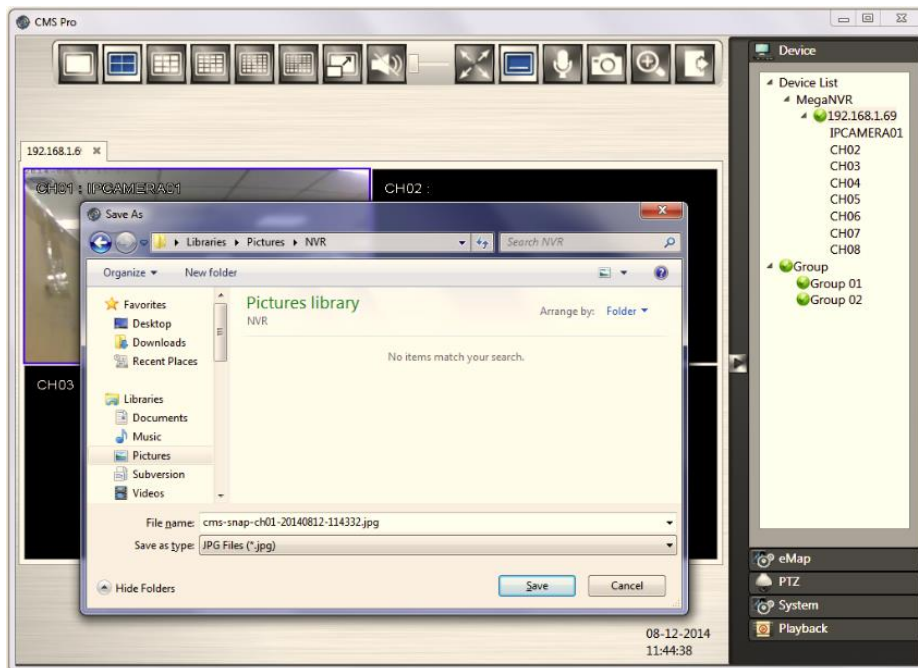 CMS Pro
Device
Device List
MegaNVR
192.168.1.69
IPCAMERA01
CH02
CH03
CH04
CH05
CH06
CH07
CH08
Group
Group 01
Group 02
192.168.1.6
CH01 : IPCAMERA01
CH02 :
CH03
Save As
Libraries
Pictures
NVR
Search NVR
Organize
New folder
Favorites
Desktop
Downloads
Recent Places
Libraries
Documents
Music
Pictures
Subversion
Videos
Pictures library
NVR
Arrange by: Folder
No items match your search.
File name: cms-snap-ch01-20140812-114332.jpg
Save as type: JPG Files (*.jpg)
Hide Folders
Save
Cancel
eMap
PTZ
System
Playback
08-12-2014
11:44:38